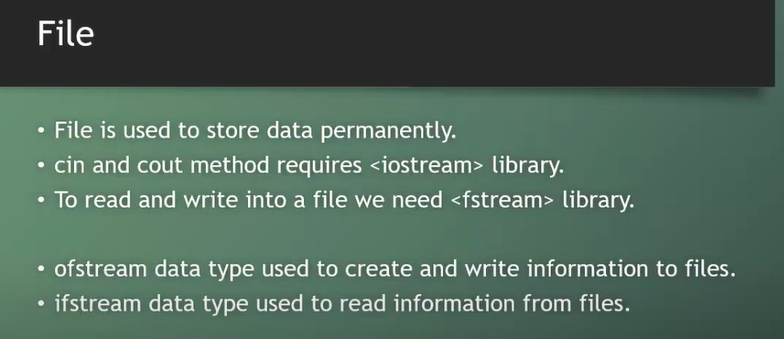 File
• File is used to store data permanently.
• cin and cout method requires <iostream> library.
• To read and write into a file we need <fstream> library.
• ofstream data type used to create and write information to files.
• ifstream data type used to read information from files.